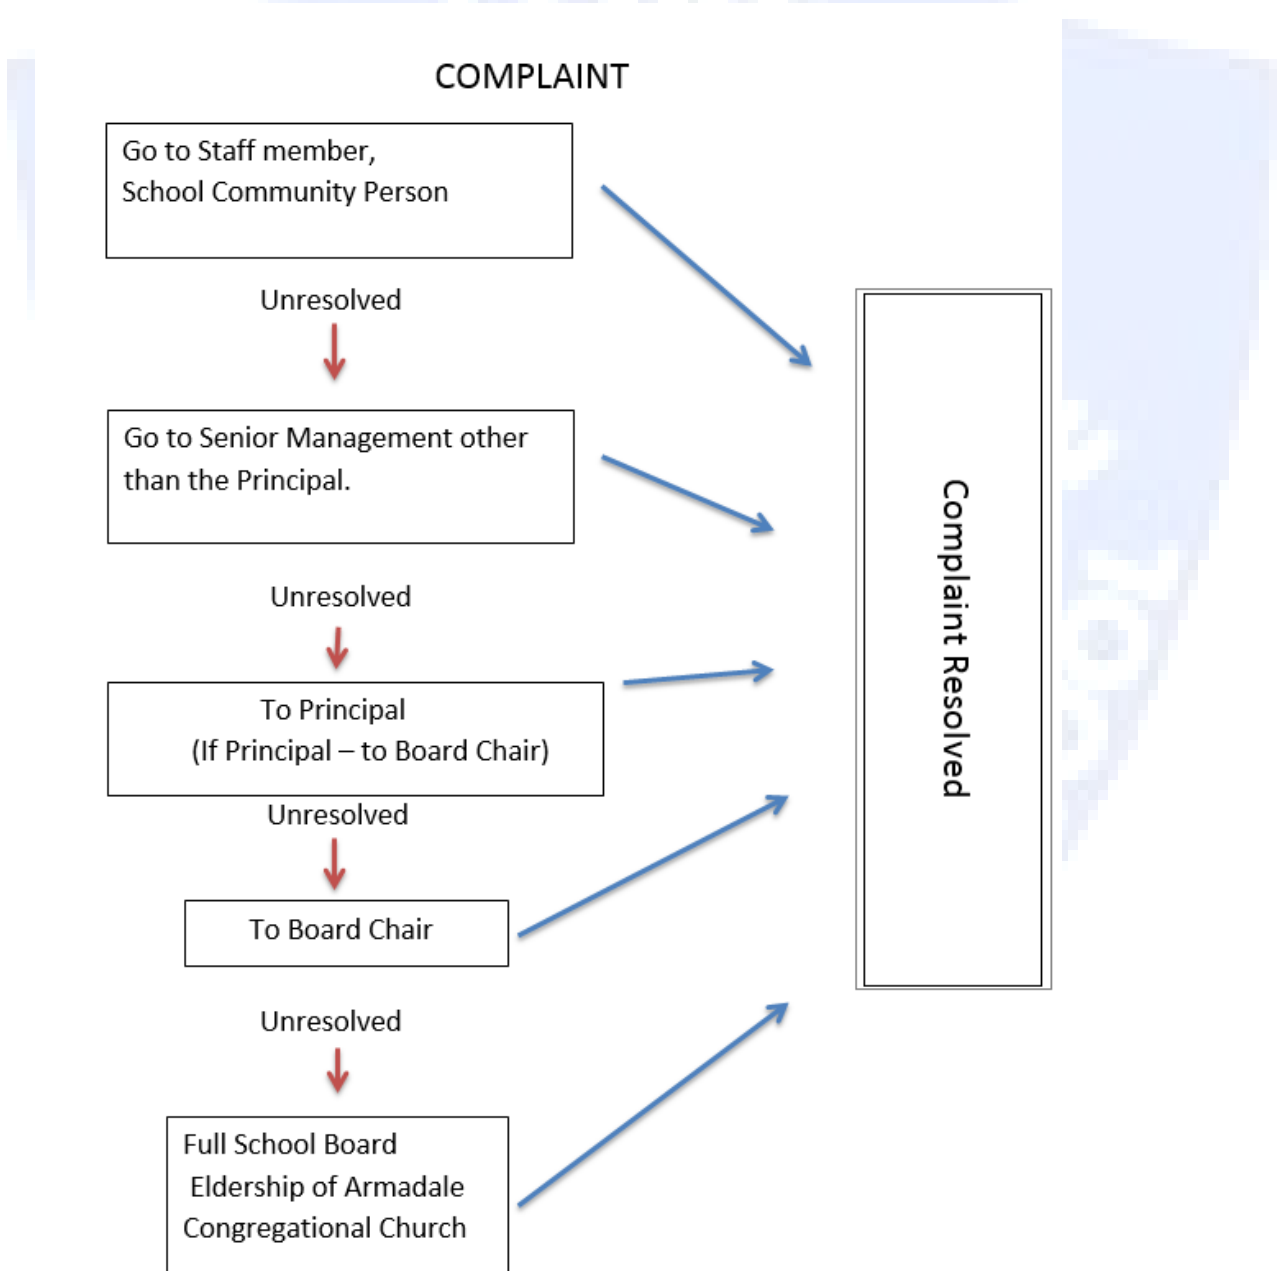 COMPLAINT
Go to Staff member,
School Community Person
Unresolved
Go to Senior Management other
than the Principal.
Unresolved
To Principal
(If Principal – to Board Chair)
Unresolved
To Board Chair
Unresolved
Full School Board
Eldership of Armadale
Congregational Church
Complaint Resolved